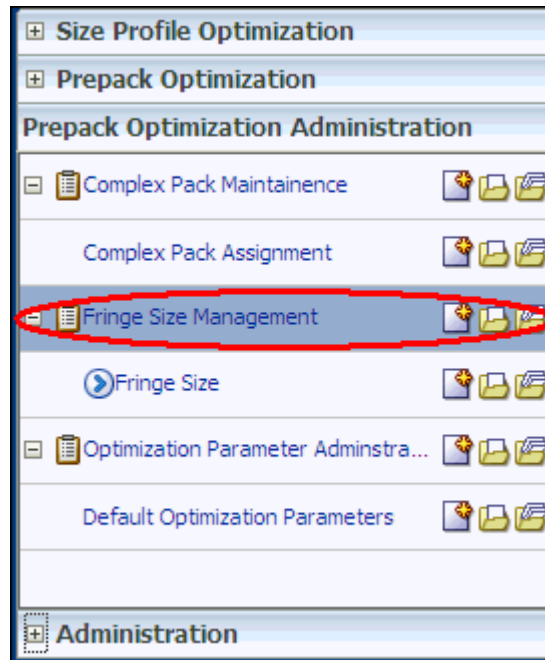 Size Profile Optimization
Prepack Optimization
Prepack Optimization Administration
Complex Pack Maintainence
Complex Pack Assignment
Fringe Size Management
Fringe Size
Optimization Parameter Adminstra...
Default Optimization Parameters
Administration